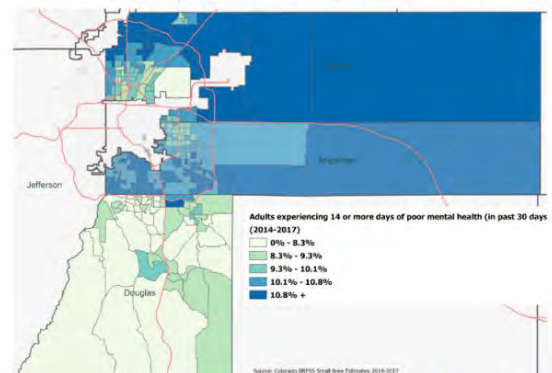 Jefferson
Arapahoe
Douglas
Adults experiencing 14 or more days of poor mental health (in past 30 days
(2014-2017)
0% - 8.3%
8.3% - 9.3%
9.3% - 10.1%
10.1% - 10.8%
10.8% +
Source: Colorado BRFSS Small Area Estimates 2014-2017